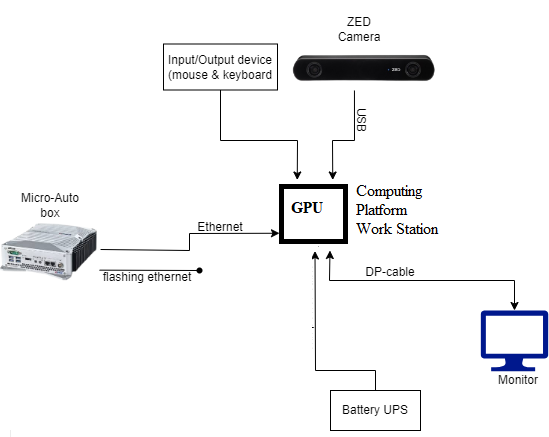 ZED
Camera
Input/Output device
(mouse & keyboard
ZED
USB
Micro-Auto
box
GPU
Computing
Platform
Work Station
Ethernet
flashing ethernet
DP-cable
Monitor
Battery UPS